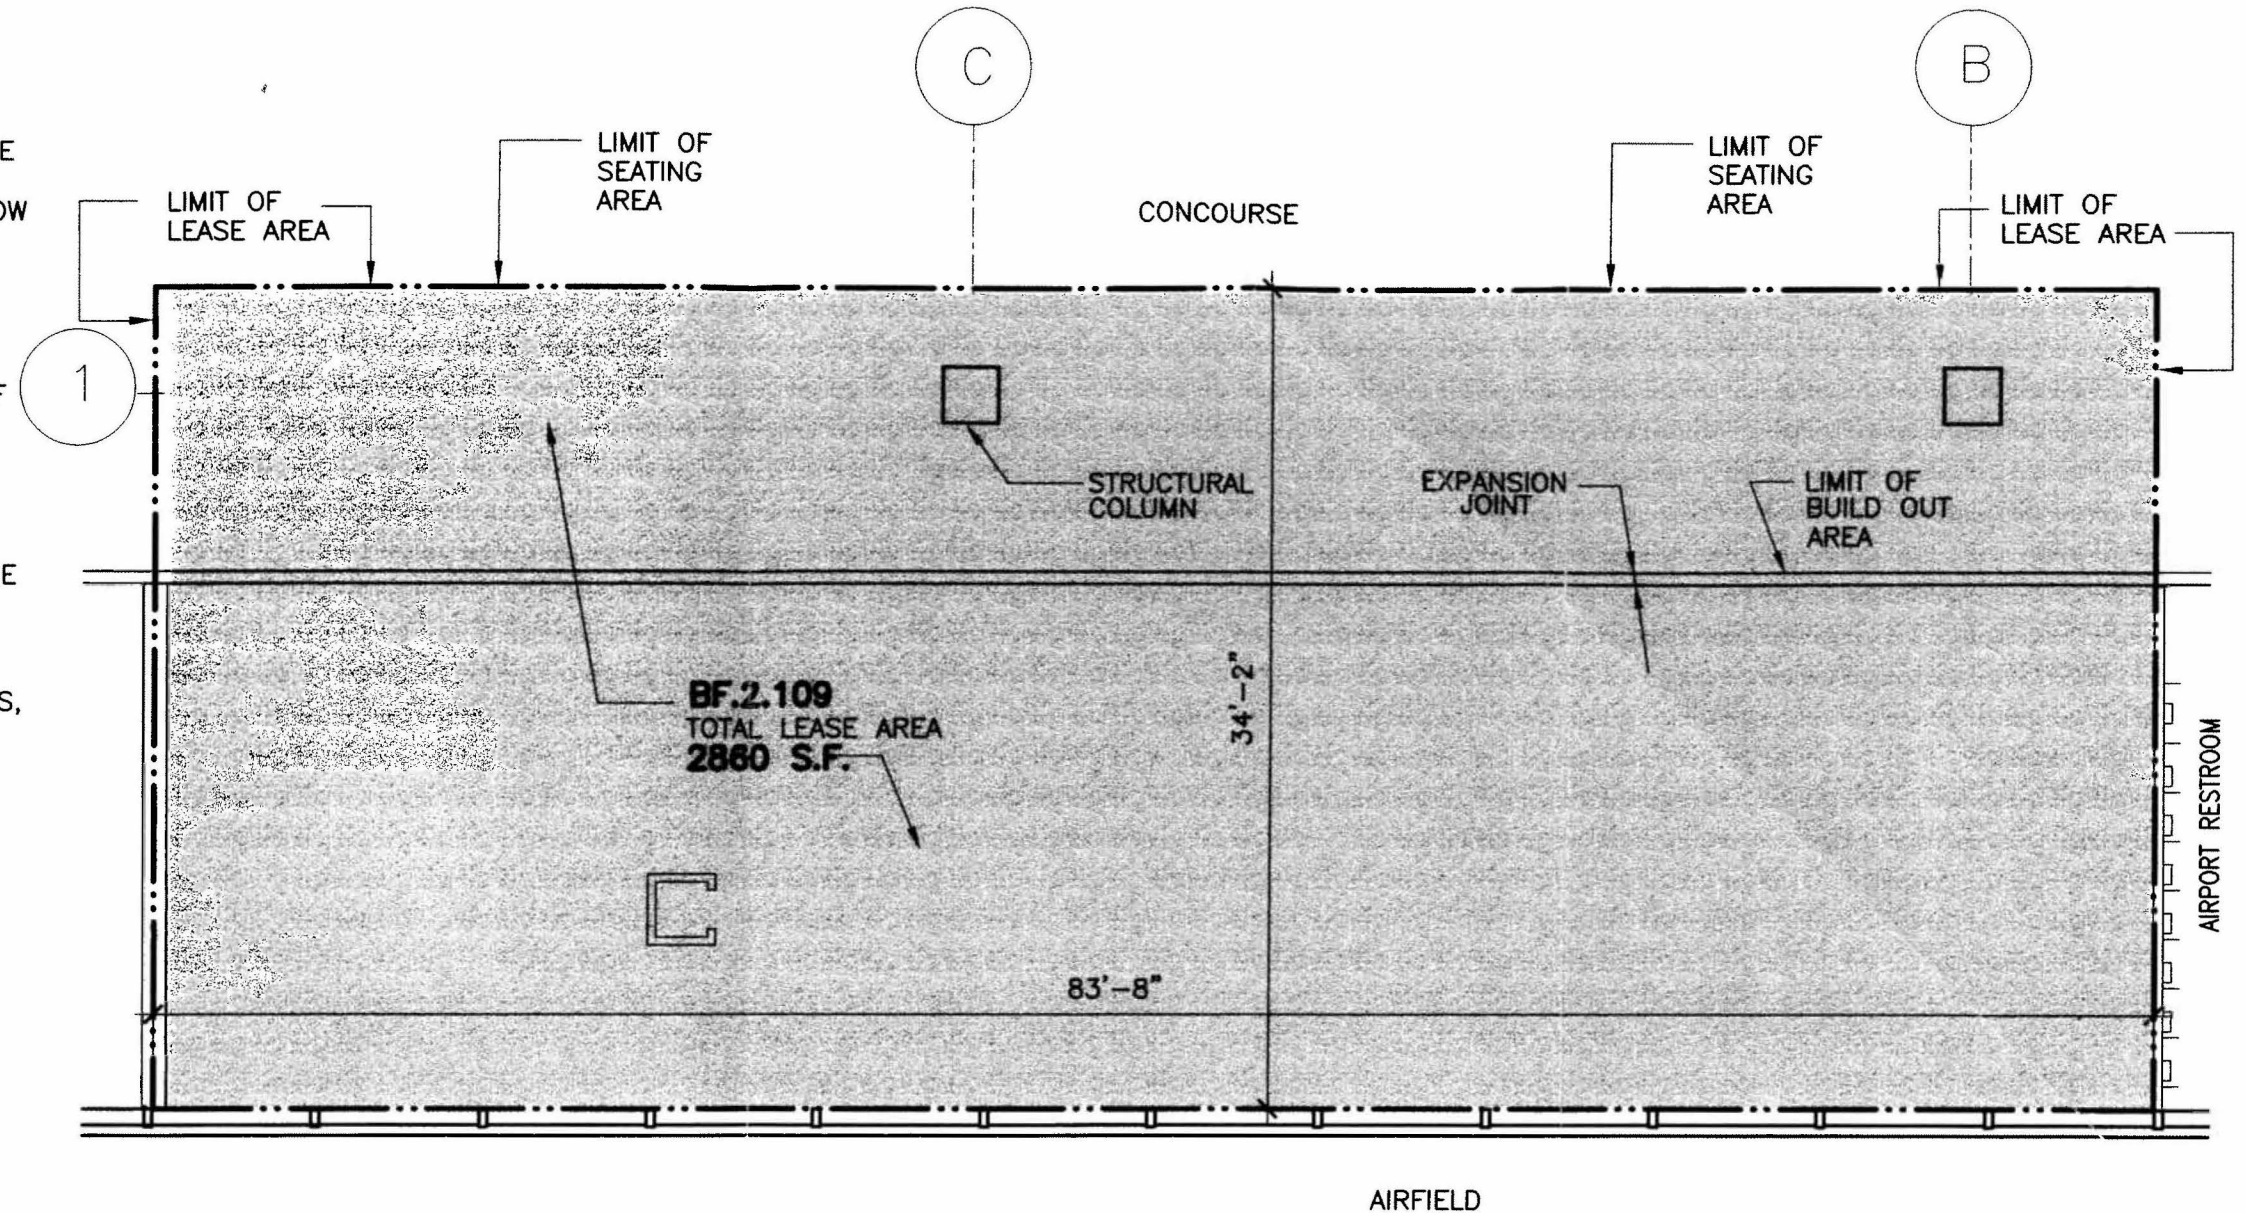 C
B
E
OW
LIMIT OF
SEATING
AREA
LIMIT OF
LEASE AREA
CONCOURSE
LIMIT OF
SEATING
AREA
LIMIT OF
LEASE AREA
1
STRUCTURAL
COLUMN
EXPANSION
JOINT
LIMIT OF
BUILD OUT
AREA
E
S,
BF.2.109
TOTAL LEASE AREA
2860 S.F.
34'-2"
83'-8"
AIRPORT RESTROOM
AIRFIELD